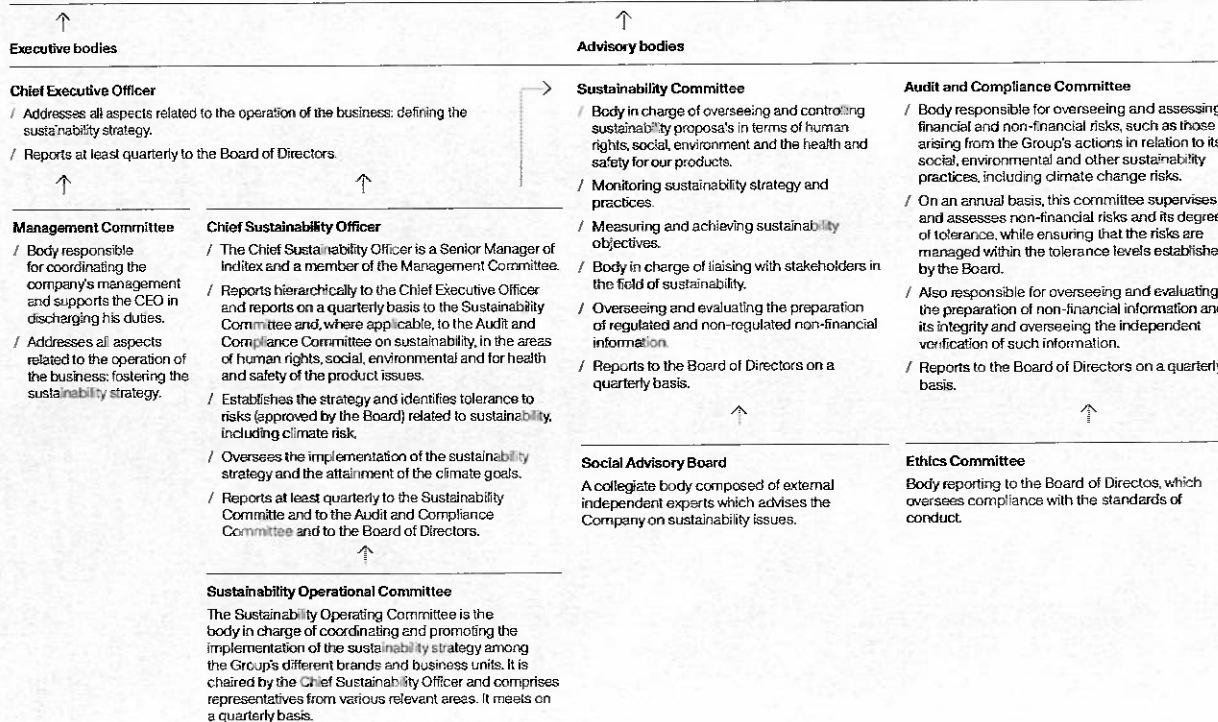 Executive bodies
Advisory bodies
Chief Executive Officer
/ Addresses all aspects related to the operation of the business: defining the
sustainability strategy.
/ Reports at least quarterly to the Board of Directors.
Management Committee
/ Body responsible
for coordinating the
company's management
and supports the CEO in
discharging his duties.
/ Addresses all aspects
related to the operation of
the business: fostering the
sustainability strategy.
Chief Sustainability Officer
/ The Chief Sustainability Officer is a Senior Manager of
Inditex and a member of the Management Committee.
/ Reports hierarchically to the Chief Executive Officer
and reports on a quarterly basis to the Sustainability
Committee and, where applicable, to the Audit and
Compliance Committee on sustainability, in the areas
of human rights, social, environmental and for health
and safety of the product issues.
/ Establishes the strategy and identifies tolerance to
risks (approved by the Board) related to sustainability,
including climate risk,
/ Oversees the implementation of the sustainability
strategy and the attainment of the climate goals.
/ Reports at least quarterly to the Sustainability
Committe and to the Audit and Compliance
Committee and to the Board of Directors.
Sustainability Operational Committee
The Sustainability Operating Committee is the
body in charge of coordinating and promoting the
implementation of the sustainability strategy among
the Group's different brands and business units. It is
chaired by the Chief Sustainability Officer and comprises
representatives from various relevant areas. It meets on
a quarterly basis.
Sustainability Committee
/ Body in charge of overseeing and controlling
sustainability proposa's in terms of human
rights, social, environment and the health and
safety for our products.
/ Monitoring sustainability strategy and
practices.
/ Measuring and achieving sustainability
objectives.
/ Body in charge of liaising with stakeholders in
the field of sustainability.
/ Overseeing and evaluating the preparation
of regulated and non-regulated non-financial
information.
/ Reports to the Board of Directors on a
quarterly basis.
Social Advisory Board
A collegiate body composed of external
independent experts which advises the
Company on sustainability issues.
Audit and Compliance Committee
/ Body responsible for overseeing and assessing
financial and non-financial risks, such as those
arising from the Group's actions in relation to its
social, environmental and other sustainability
practices, including climate change risks.
/ On an annual basis, this committee supervises
and assesses non-financial risks and its degree
of tolerance, while ensuring that the risks are
managed within the tolerance levels establishe
by the Board.
/ Also responsible for overseeing and evaluating
the preparation of non-financial information and
its integrity and overseeing the independent
verification of such information.
/ Reports to the Board of Directors on a quarterly
basis.
Ethics Committee
Body reporting to the Board of Directos, which
oversees compliance with the standards of
conduct.